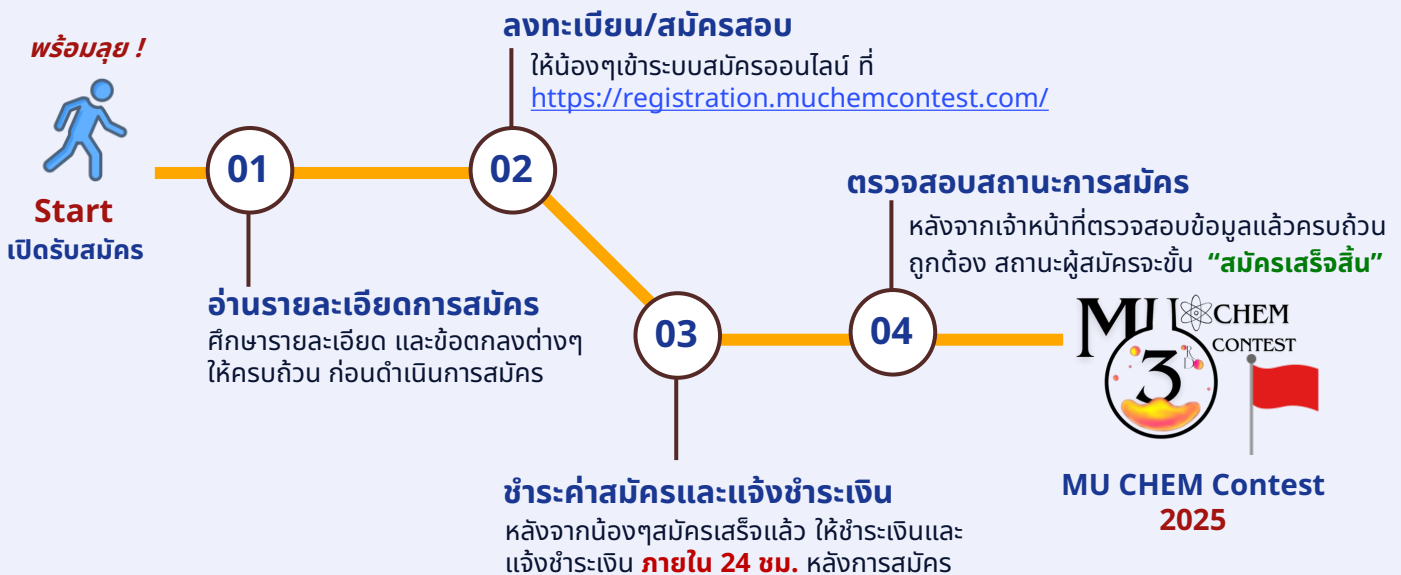 พร้อมลุย !
Start
เปิดรับสมัคร
01
อ่านรายละเอียดการสมัคร
ศึกษารายละเอียด และข้อตกลงต่างๆ
ให้ครบถ้วน ก่อนดำเนินการสมัคร
ลงทะเบียน/สมัครสอบ
ให้น้องๆเข้าระบบสมัครออนไลน์ ที่
https://registration.muchemcontest.com/
02
03
ชำระค่าสมัครและแจ้งชำระเงิน
หลังจากน้องๆสมัครเสร็จแล้ว ให้ชำระเงินและ
แจ้งชำระเงิน ภายใน 24 ชม. หลังการสมัคร
ตรวจสอบสถานะการสมัคร
หลังจากเจ้าหน้าที่ตรวจสอบข้อมูลแล้วครบถ้วน
ถูกต้อง สถานะผู้สมัครจะขั้น “สมัครเสร็จสิ้น”
04
MU CHEM
CONTEST
3RD
MU CHEM Contest
2025